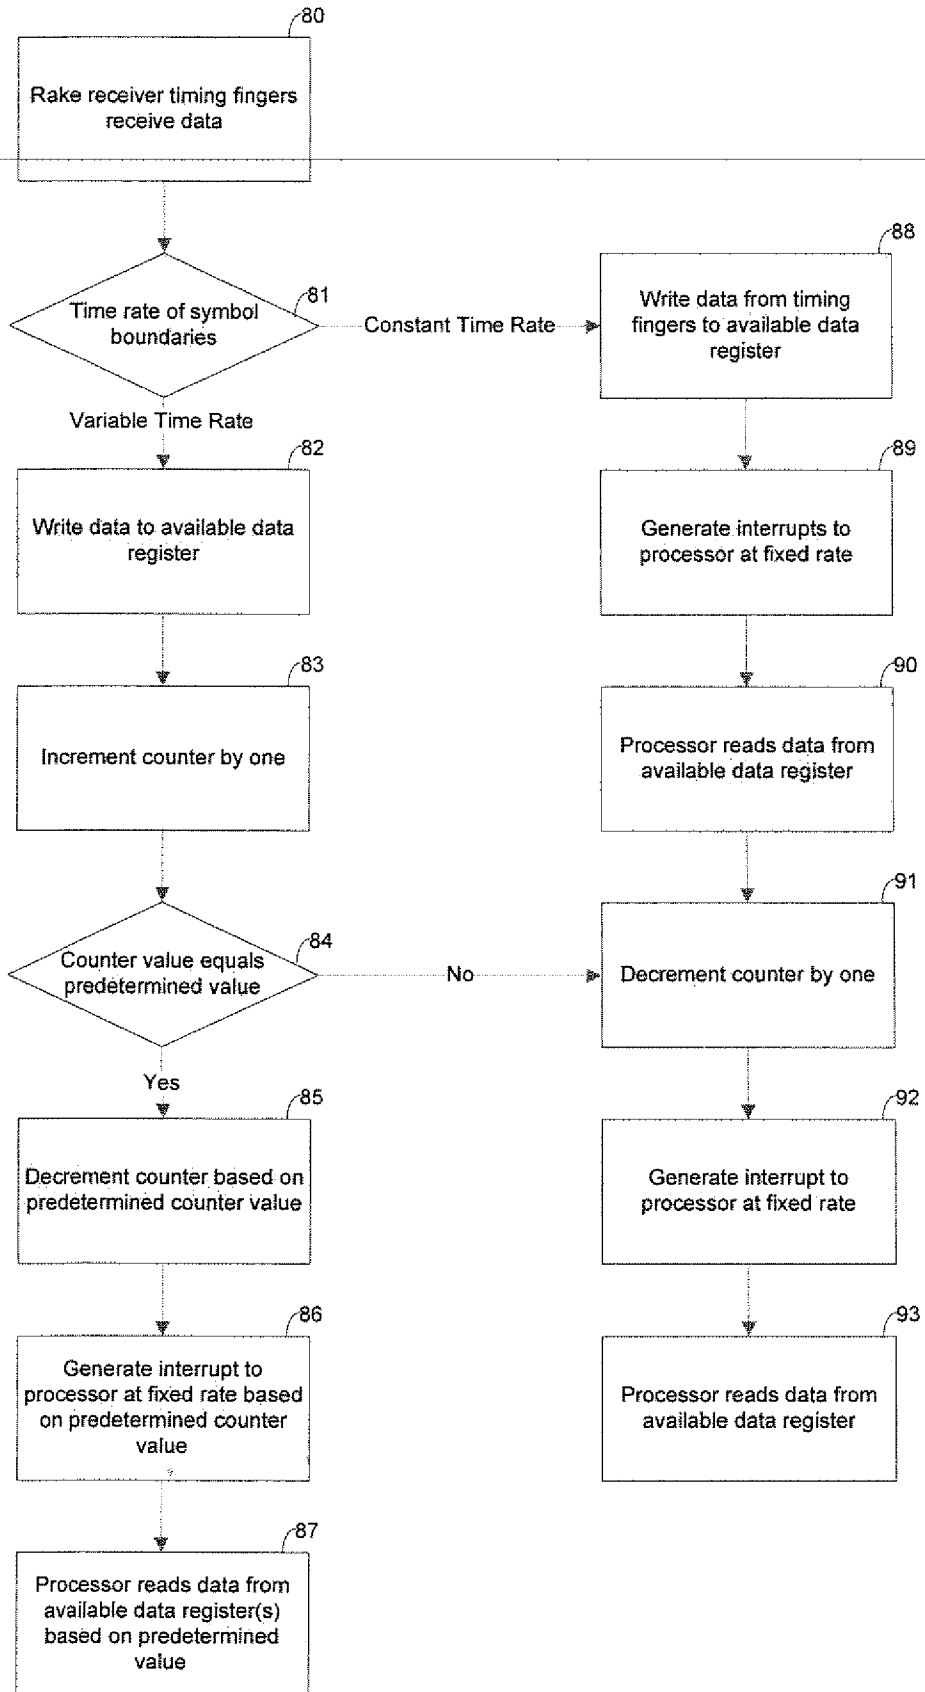 80
Rake receiver timing fingers
receive data
81
Time rate of symbol
boundaries
Constant Time Rate
88
Write data from timing
fingers to available data
register
Variable Time Rate
82
Write data to available data
register
89
Generate interrupts to
processor at fixed rate
83
Increment counter by one
90
Processor reads data from
available data register
84
Counter value equals
predetermined value
No
91
Decrement counter by one
Yes
85
Decrement counter based on
predetermined counter value
92
Generate interrupt to
processor at fixed rate
86
Generate interrupt to
processor at fixed rate based
on predetermined counter
value
93
Processor reads data from
available data register
87
Processor reads data from
available data register(s)
based on predetermined
value